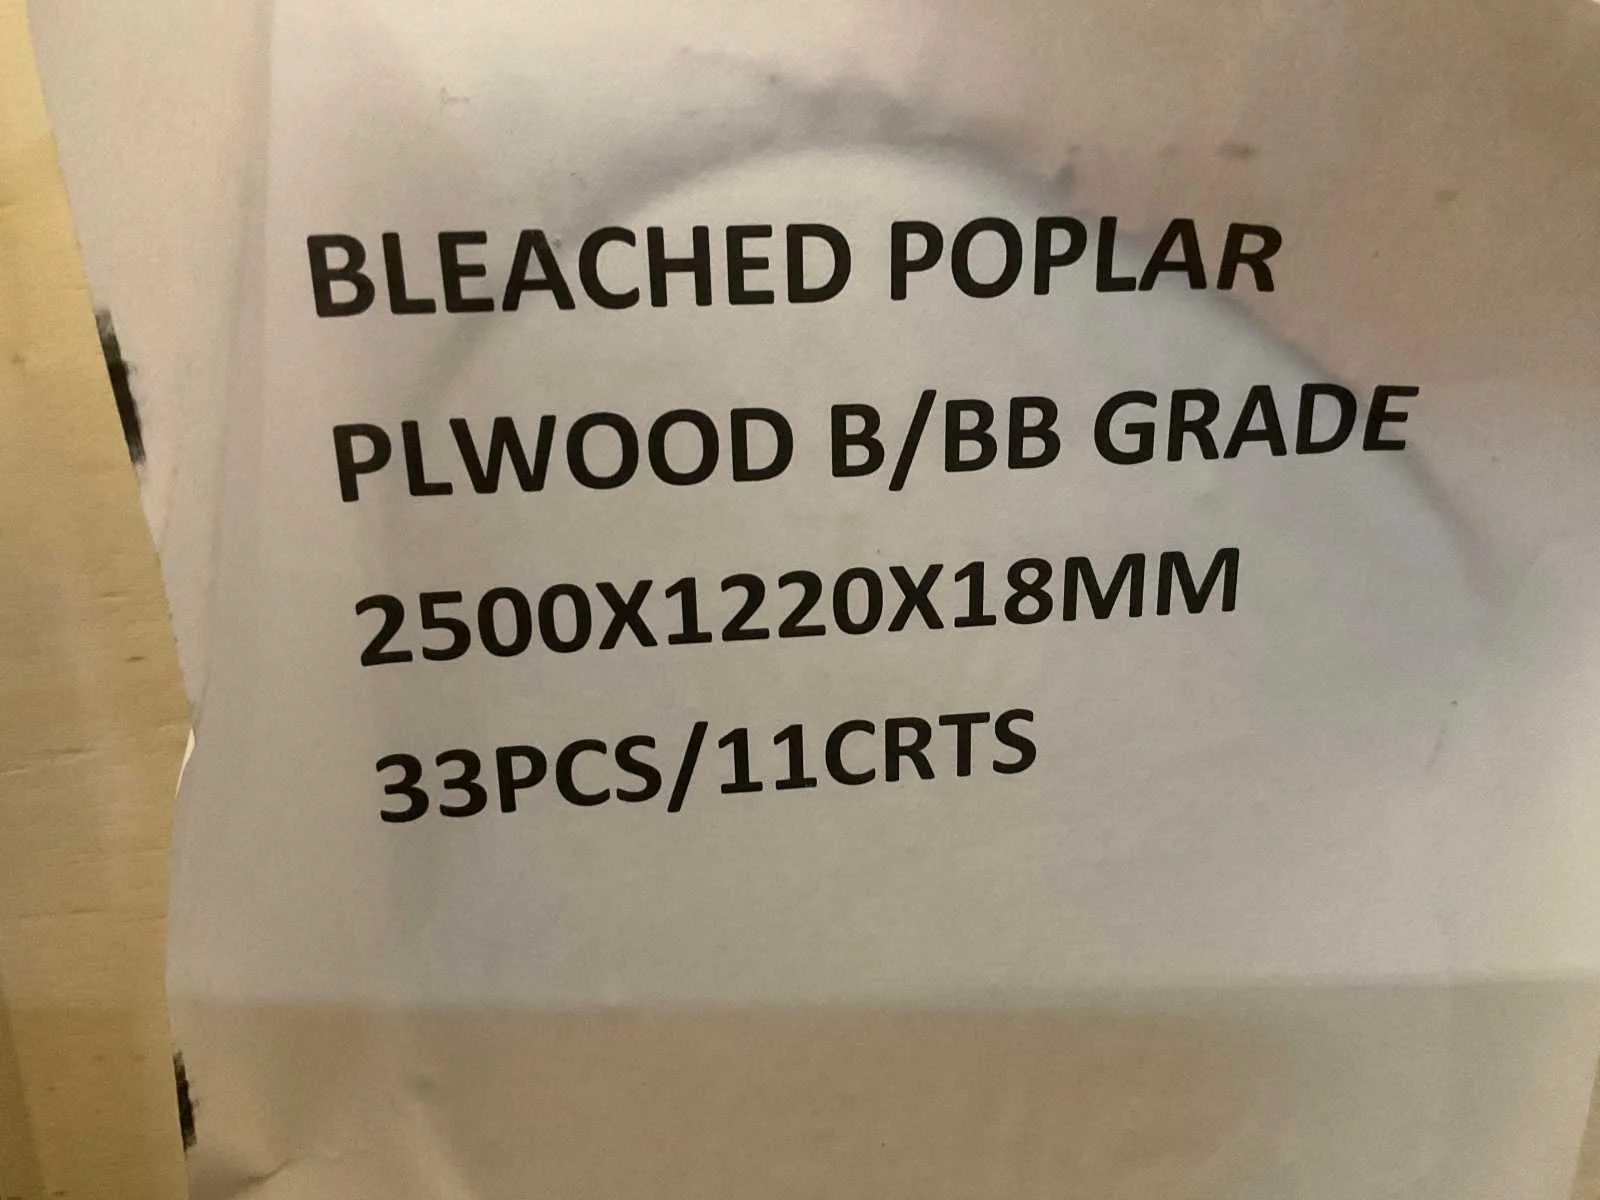 BLEACHED POPLAR
PLWOOD B/BB GRADE
2500X1220X18MM
33PCS/11CRTS